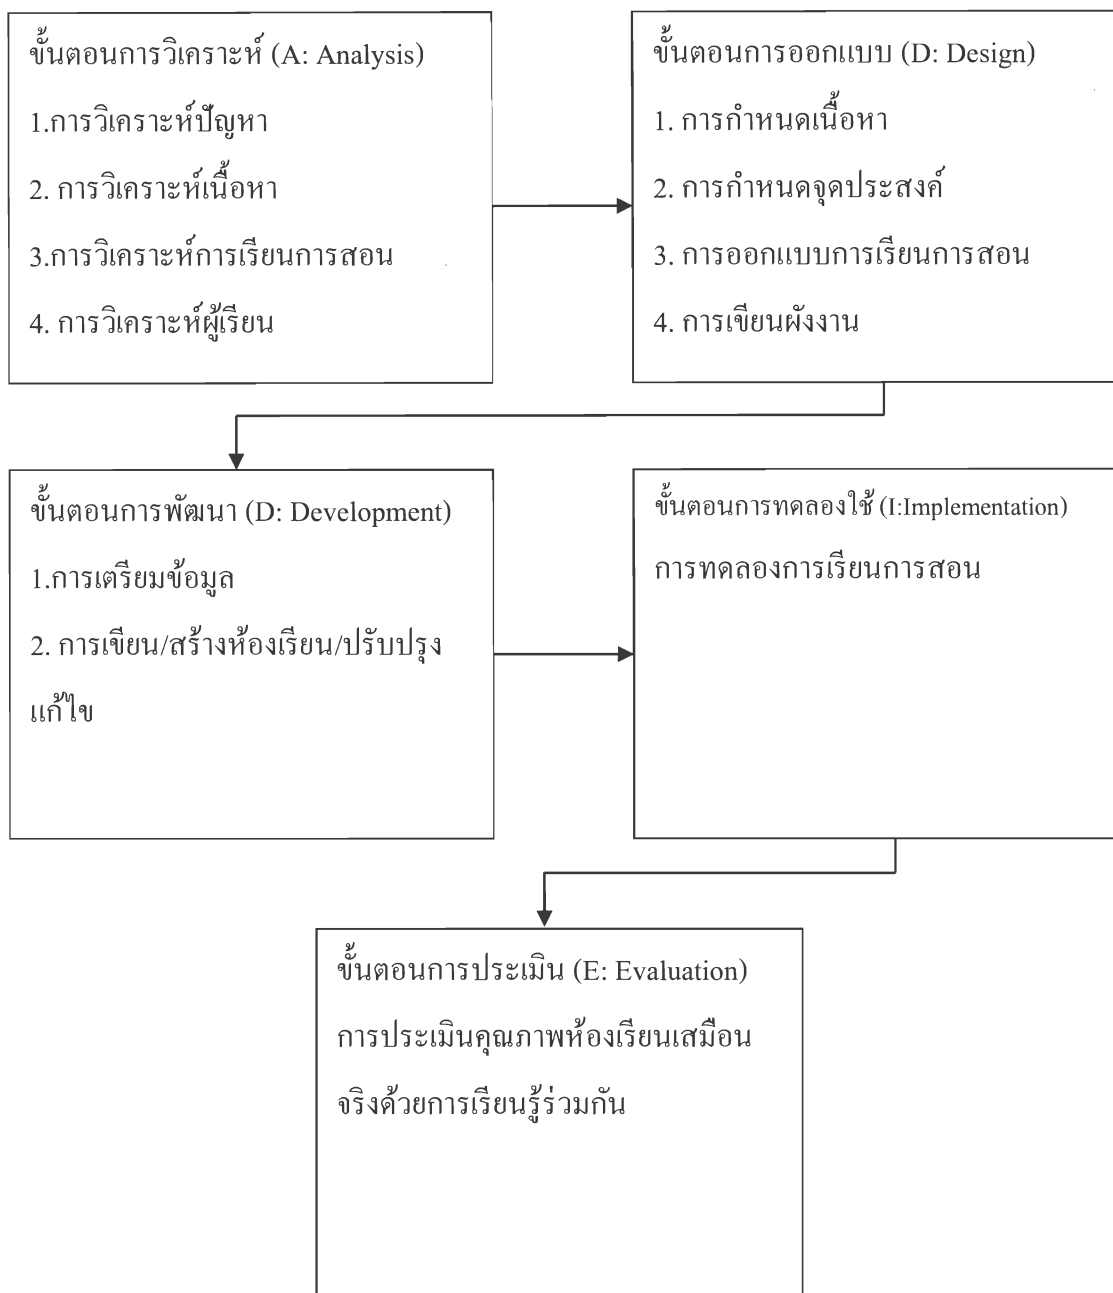 ขั้นตอนการวิเคราะห์ (A: Analysis)
1.การวิเคราะห์ปัญหา
2. การวิเคราะห์เนื้อหา
3.การวิเคราะห์การเรียนการสอน
4. การวิเคราะห์ผู้เรียน
ขั้นตอนการออกแบบ (D: Design)
1. การกำหนดเนื้อหา
2. การกำหนดจุดประสงค์
3. การออกแบบการเรียนการสอน
4. การเขียนผังงาน
ขั้นตอนการพัฒนา (D: Development)
1.การเตรียมข้อมูล
2. การเขียน/สร้างห้องเรียน/ปรับปรุง
แก้ไข
ขั้นตอนการทดลองใช้ (I:Implementation)
การทดลองการเรียนการสอน
ขั้นตอนการประเมิน (E: Evaluation)
การประเมินคุณภาพห้องเรียนเสมือน
จริงด้วยการเรียนรู้ร่วมกัน